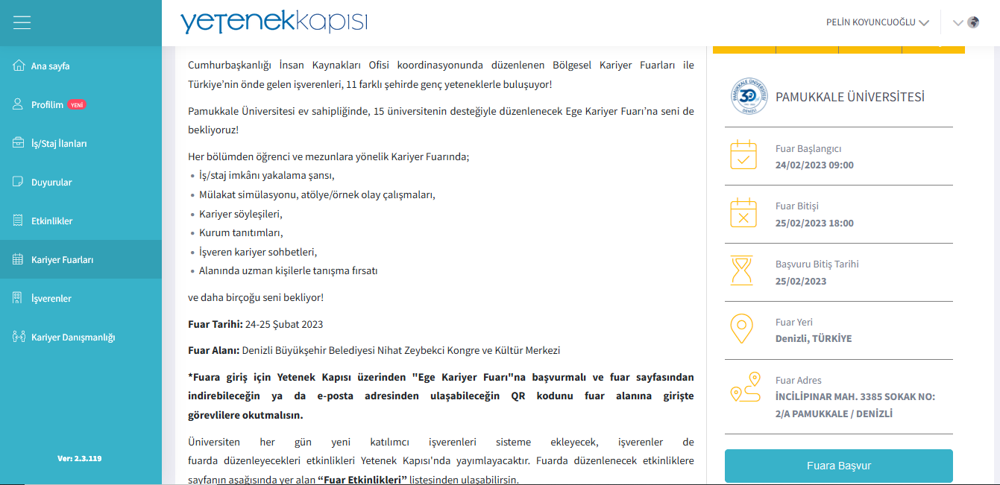 yetenekkapısı
PELİN KOYUNCUOĞLU
Ana sayfa
Profilim YENİ
İş/Staj İlanları
Duyurular
Etkinlikler
Kariyer Fuarları
İşverenler
Kariyer Danışmanlığı
Ver: 2.3.119
Cumhurbaşkanlığı İnsan Kaynakları Ofisi koordinasyonunda düzenlenen Bölgesel Kariyer Fuarları ile
Türkiye’nin önde gelen işverenleri, 11 farklı şehirde genç yeteneklerle buluşuyor!
Pamukkale Üniversitesi ev sahipliğinde, 15 üniversitenin desteğiyle düzenlenecek Ege Kariyer Fuarı’na seni de
bekliyoruz!
Her bölümden öğrenci ve mezunlara yönelik Kariyer Fuarında;
• İş/staj imkânı yakalama şansı,
• Mülakat simülasyonu, atölye/örnek olay çalışmaları,
• Kariyer söyleşileri,
• Kurum tanıtımları,
• İşveren kariyer sohbetleri,
• Alanında uzman kişilerle tanışma fırsatı
ve daha birçoğu seni bekliyor!
Fuar Tarihi: 24-25 Şubat 2023
Fuar Alanı: Denizli Büyükşehir Belediyesi Nihat Zeybekci Kongre ve Kültür Merkezi
*Fuara giriş için Yetenek Kapısı üzerinden "Ege Kariyer Fuarı"na başvurmalı ve fuar sayfasından
indirebileceğin ya da e-posta adresinden ulaşabileceğin QR kodunu fuar alanına girişte
görevlilere okutmalısın.
Üniversiten her gün yeni katılımcı işverenleri sisteme ekleyecek, işverenler de
fuarda düzenleyecekleri etkinlikleri Yetenek Kapısı'nda yayımlayacaktır. Fuarda düzenlenecek etkinliklere
sayfanın aşağısında yer alan “Fuar Etkinlikleri” listesinden ulaşabilirsin.
PAMUKKALE ÜNİVERSİTESİ
30
DENİZLİ
PAMUKKALE ÜNİVERSİTESİ
Fuar Başlangıcı
24/02/2023 09:00
Fuar Bitişi
25/02/2023 18:00
Başvuru Bitiş Tarihi
25/02/2023
Fuar Yeri
Denizli, TÜRKİYE
Fuar Adres
İNCİLİPINAR MAH. 3385 SOKAK NO:
2/A PAMUKKALE / DENİZLİ
Fuara Başvur